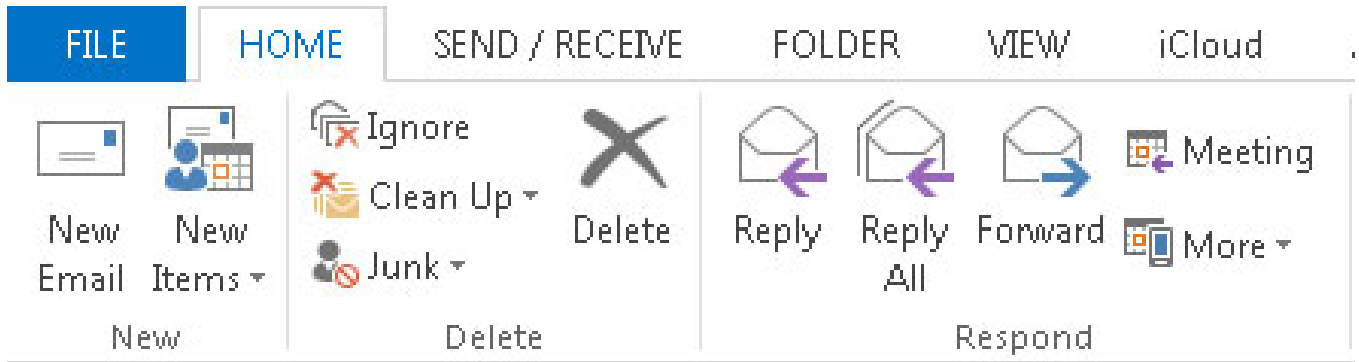 FILE HOME SEND / RECEIVE FOLDER VIEW iCloud
New Email
New Items
Ignore
Clean Up
Junk
Delete
Reply
Reply All
Forward
Meeting
More
New Delete Respond